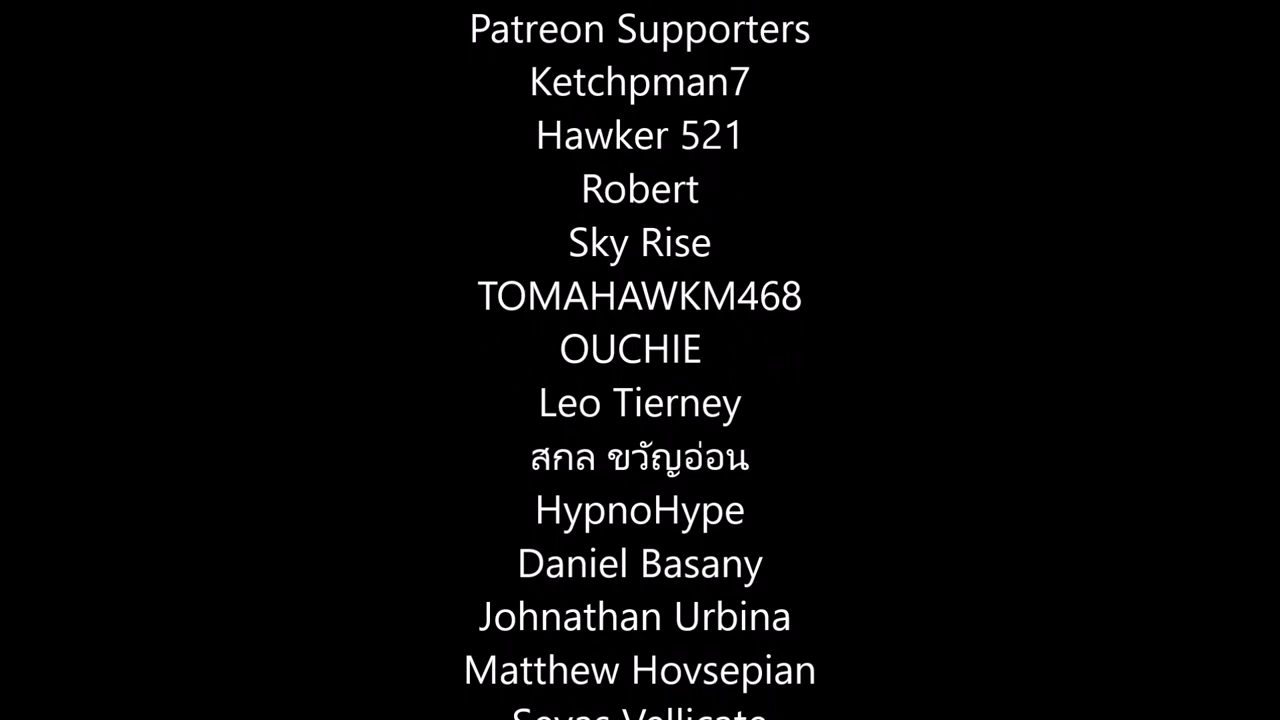 Patreon Supporters
Ketchpman7
Hawker 521
Robert
Sky Rise
TOMAHAWKM468
OUCHIE
Leo Tierney
สกล ขวัญอ่อน
HypnoHype
Daniel Basany
Johnathan Urbina
Matthew Hovsepian